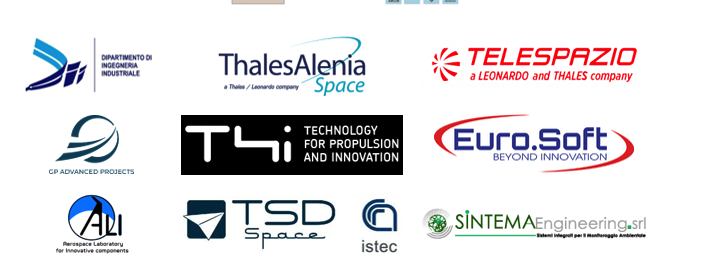 DIPARTIMENTO DI
INGEGNERIA
INDUSTRIALE
ThalesAlenia
a Thales / Leonardo company
Space
TELESPAZIO
a LEONARDO and THALES company
GP ADVANCED PROJECTS
T4i
TECHNOLOGY
FOR PROPULSION
AND INNOVATION
Euro.Soft
BEYOND INNOVATION
ALI
Aerospace Laboratory
for Innovative components
TSD
Space
istec
SINTEMAEngineering.srl
Sistemi Integrati per il Monitoraggio Ambientale